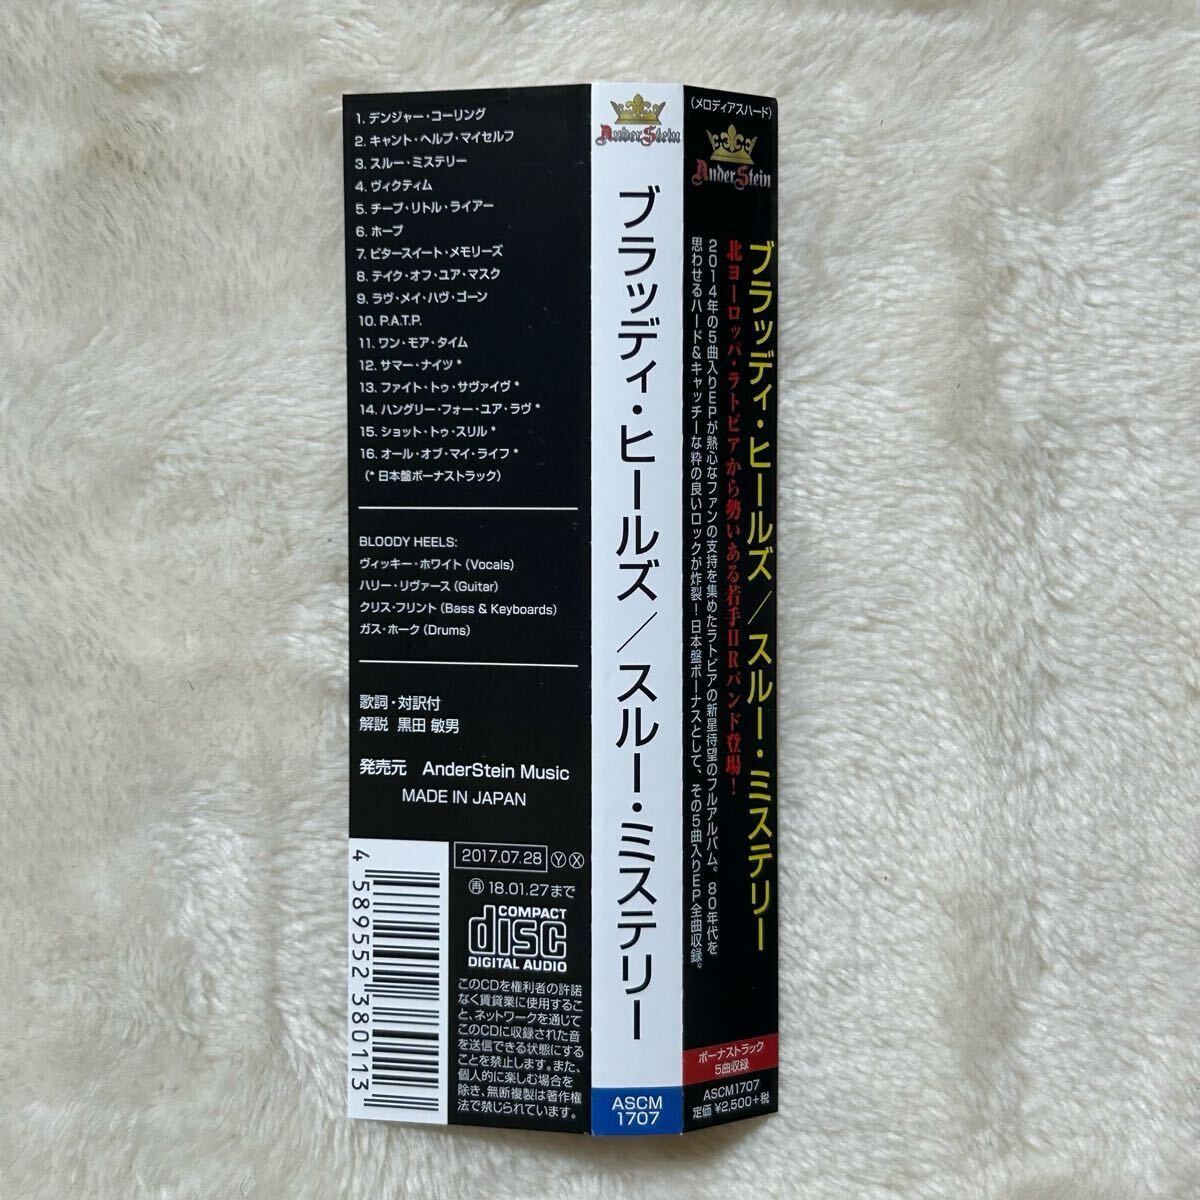 1. デンジャー・コーリング
2. キャント・ヘルプ・マイセルフ
3. スルー・ミステリー
4. ヴィクティム
5. チープ・リトル・ライアー
6. ホープ
7. ビタースイート・メモリーズ
8. テイク・オフ・ユア・マスク
9. ラヴ・メイ・ハヴ・ゴーン
10. P.A.T.P.
11. ワン・モア・タイム
12. サマー・ナイツ *
13. ファイト・トゥ・サヴァイヴ *
14. ハングリー・フォー・ユア・ラヴ *
15. ショット・トゥ・スリル *
16. オール・オブ・マイ・ライフ *
(* 日本盤ボーナストラック)
BLOODY HEELS:
ヴィッキー・ホワイト (Vocals)
ハリー・リヴァース (Guitar)
クリス・フリント (Bass & Keyboards)
ガス・ホーク (Drums)
歌詞・対訳付
解説 黒田 敏男
発売元 AnderStein Music
MADE IN JAPAN
4 589552 380113
2017.07.28 Ⓨ Ⓧ
再 18.01.27まで
COMPACT
disc
DIGITAL AUDIO
このCDを権利者の許諾
なく賃貸業に使用するこ
と、ネットワークを通じて
このCDに収録された音
を送信できる状態にする
ことを禁止します。また、
個人的に楽しむ場合を
除き、無断複製は著作権
法で禁じられています。
AnderStein
ブラッディ・ヒールズ/スルー・ミステリー
ASCM
1707
(メロディアスハード)
AnderStein
ブラッディ・ヒールズ/スルー・ミステリー
北ヨーロッパ・ラトビアから勢いある若手HRバンド登場!
2014年の5曲入りEPが熱心なファンの支持を集めたラトビアの新星待望のフルアルバム。80年代を
思わせるハード&キャッチーな粋の良いロックが炸裂!日本盤ボーナスとして、その5曲入りEP全曲収録。
ボーナストラック
5曲収録
ASCM1707
定価 ¥2,500+税